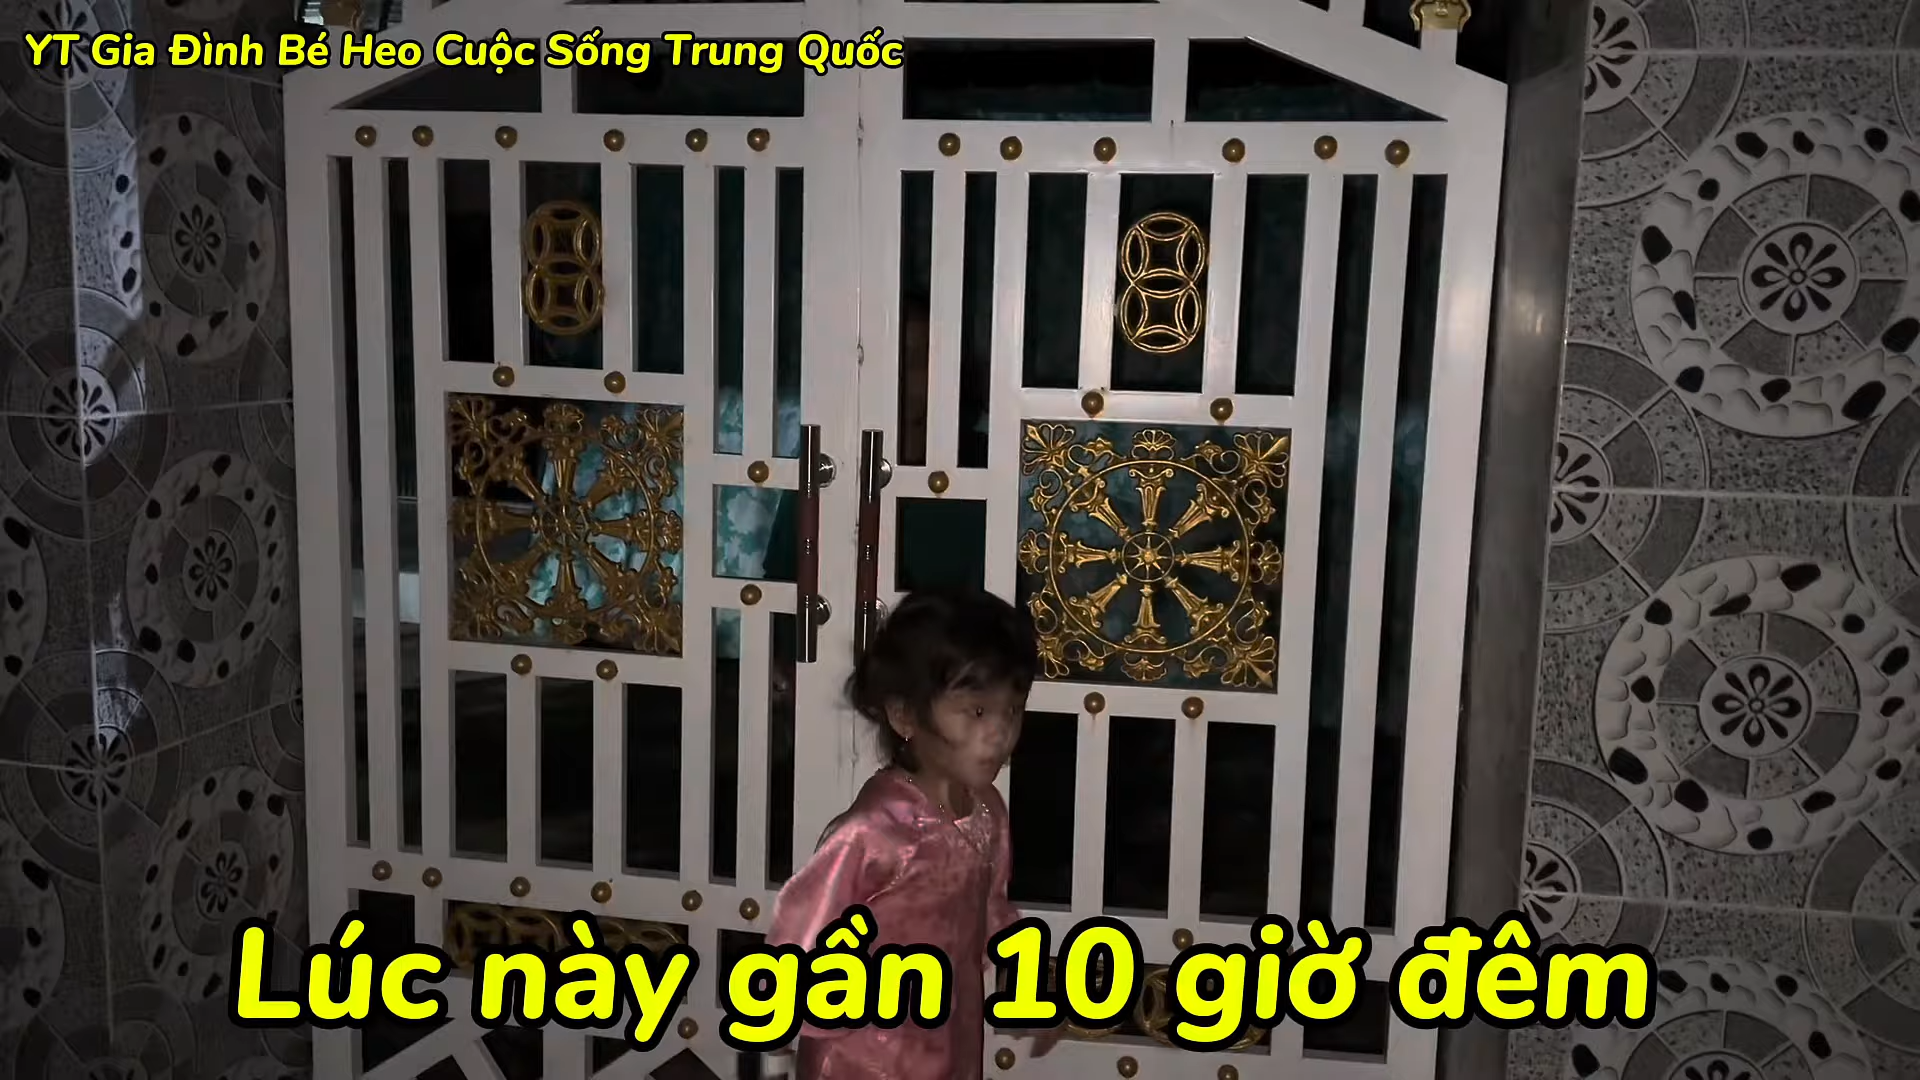 YT Gia Đình Bé Heo Cuộc Sống Trung Quốc
Lúc này gần 10 giờ đêm